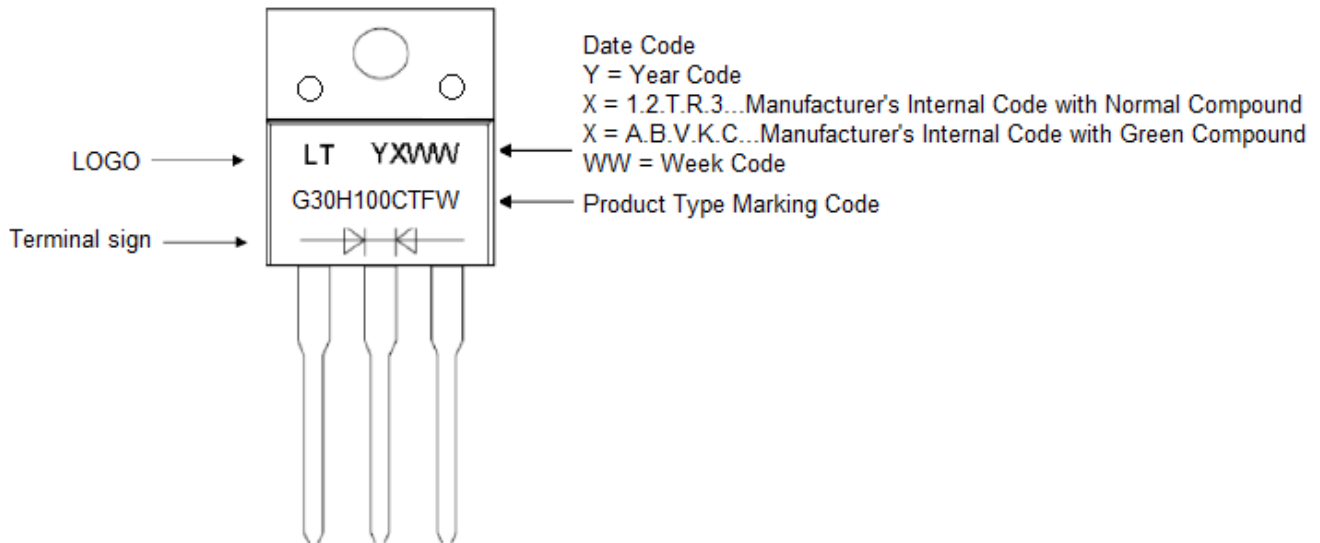 Date Code
Y = Year Code
X = 1.2.T.R.3...Manufacturer's Internal Code with Normal Compound
X = A.B.V.K.C...Manufacturer's Internal Code with Green Compound
WW = Week Code
LOGO
LT YXWW
G30H100CTFW
Product Type Marking Code
Terminal sign